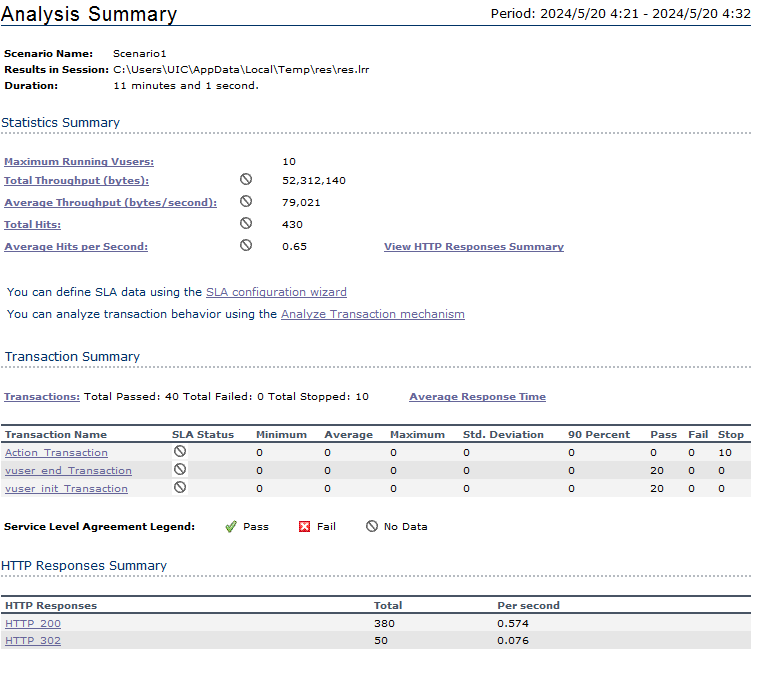 Analysis Summary Period: 2024/5/20 4:21 - 2024/5/20 4:32
Scenario Name: Scenario1
Results in Session: C:\Users\UIC\AppData\Local\Temp\res\res.lrr
Duration: 11 minutes and 1 second.
Statistics Summary
Maximum Running Vusers: 10
Total Throughput (bytes): 52,312,140
Average Throughput (bytes/second): 79,021
Total Hits: 430
Average Hits per Second: 0.65 View HTTP Responses Summary
You can define SLA data using the SLA configuration wizard
You can analyze transaction behavior using the Analyze Transaction mechanism
Transaction Summary
Transactions: Total Passed: 40 Total Failed: 0 Total Stopped: 10 Average Response Time
Transaction Name SLA Status Minimum Average Maximum Std. Deviation 90 Percent Pass Fail Stop
Action_Transaction 0 0 0 0 0 0 0 10
vuser_end_Transaction 0 0 0 0 0 20 0 0
vuser_init_Transaction 0 0 0 0 0 20 0 0
Service Level Agreement Legend: Pass Fail No Data
HTTP Responses Summary
HTTP Responses Total Per second
HTTP_200 380 0.574
HTTP_302 50 0.076